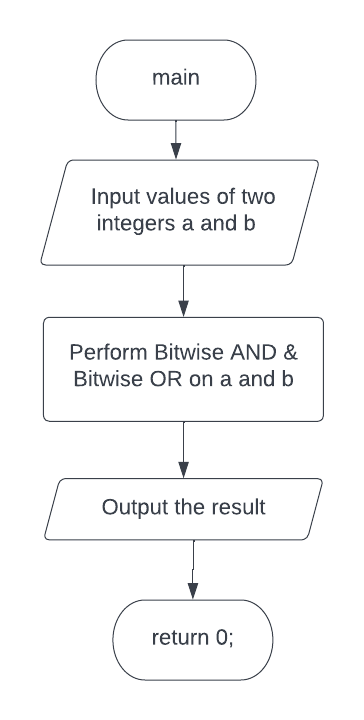 main
Input values of two
integers a and b
Perform Bitwise AND &
Bitwise OR on a and b
Output the result
return 0;